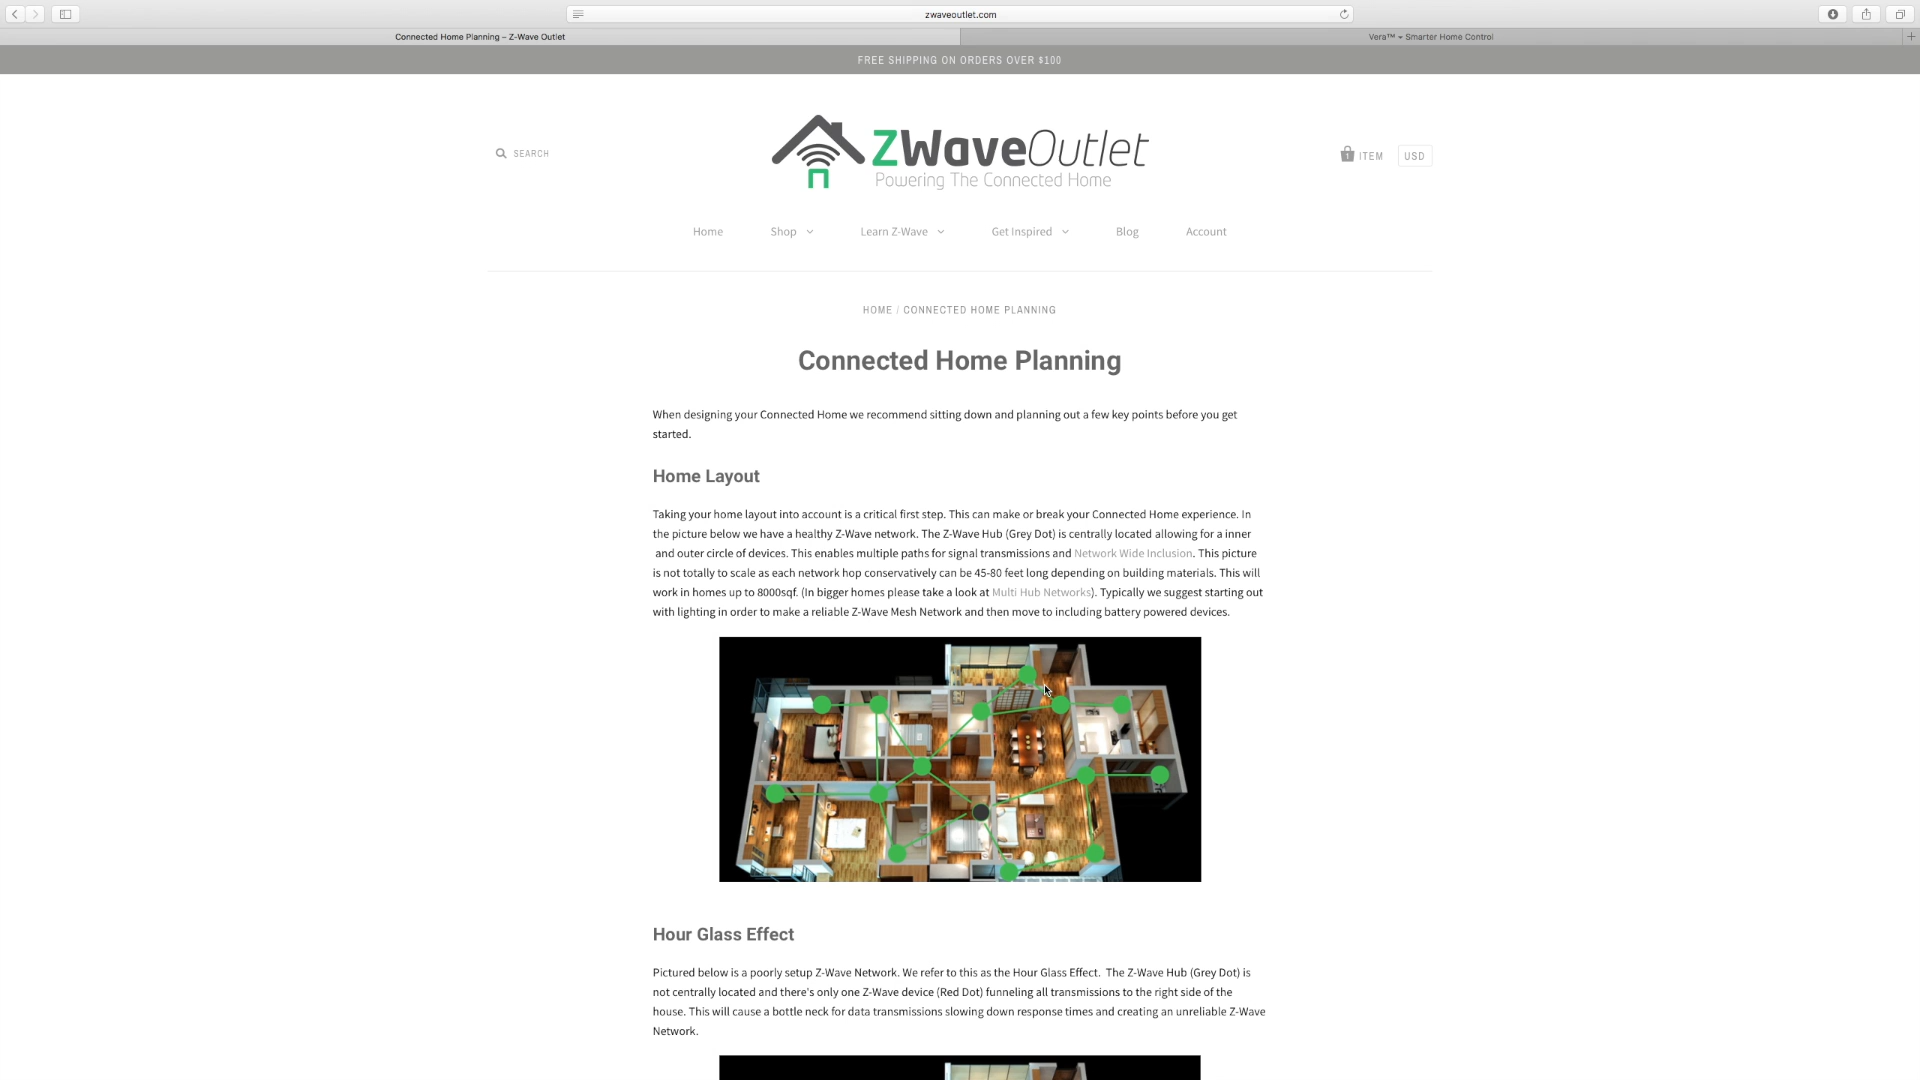 zwaveoutlet.com
Connected Home Planning – Z-Wave Outlet
Vera™ - Smarter Home Control
FREE SHIPPING ON ORDERS OVER $100
SEARCH
ZWaveOutlet
Powering The Connected Home
1 ITEM
USD
Home
Shop
Learn Z-Wave
Get Inspired
Blog
Account
HOME / CONNECTED HOME PLANNING
Connected Home Planning
When designing your Connected Home we recommend sitting down and planning out a few key points before you get
started.
Home Layout
Taking your home layout into account is a critical first step. This can make or break your Connected Home experience. In
the picture below we have a healthy Z-Wave network. The Z-Wave Hub (Grey Dot) is centrally located allowing for a inner
and outer circle of devices. This enables multiple paths for signal transmissions and Network Wide Inclusion. This picture
is not totally to scale as each network hop conservatively can be 45-80 feet long depending on building materials. This will
work in homes up to 8000sqf. (In bigger homes please take a look at Multi Hub Networks). Typically we suggest starting out
with lighting in order to make a reliable Z-Wave Mesh Network and then move to including battery powered devices.
Hour Glass Effect
Pictured below is a poorly setup Z-Wave Network. We refer to this as the Hour Glass Effect. The Z-Wave Hub (Grey Dot) is
not centrally located and there's only one Z-Wave device (Red Dot) funneling all transmissions to the right side of the
house. This will cause a bottle neck for data transmissions slowing down response times and creating an unreliable Z-Wave
Network.